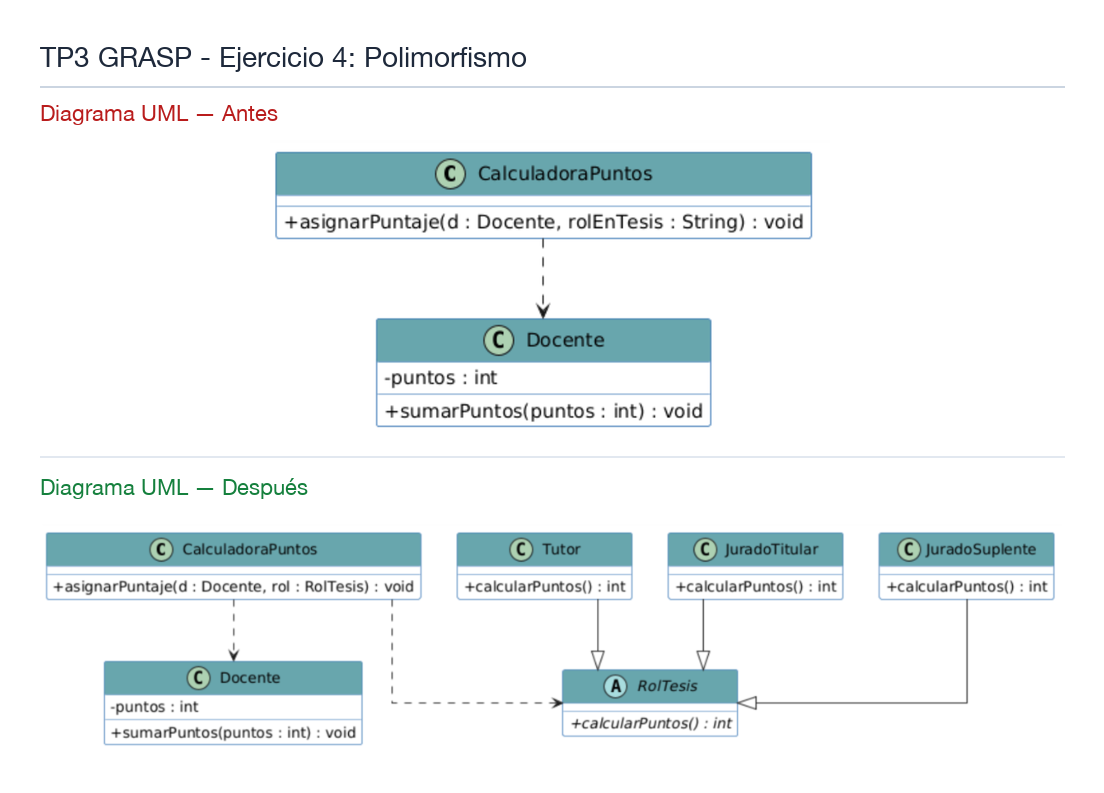 TP3 GRASP - Ejercicio 4: Polimorfismo
Diagrama UML — Antes
C CalculadoraPuntos
+asignarPuntaje(d : Docente, rolEnTesis : String) : void
C Docente
-puntos : int
+sumarPuntos(puntos : int) : void
Diagrama UML — Después
C CalculadoraPuntos
+asignarPuntaje(d : Docente, rol : RolTesis) : void
C Tutor
+calcularPuntos() : int
C JuradoTitular
+calcularPuntos() : int
C JuradoSuplente
+calcularPuntos() : int
C Docente
-puntos : int
+sumarPuntos(puntos : int) : void
A RolTesis
+calcularPuntos() : int